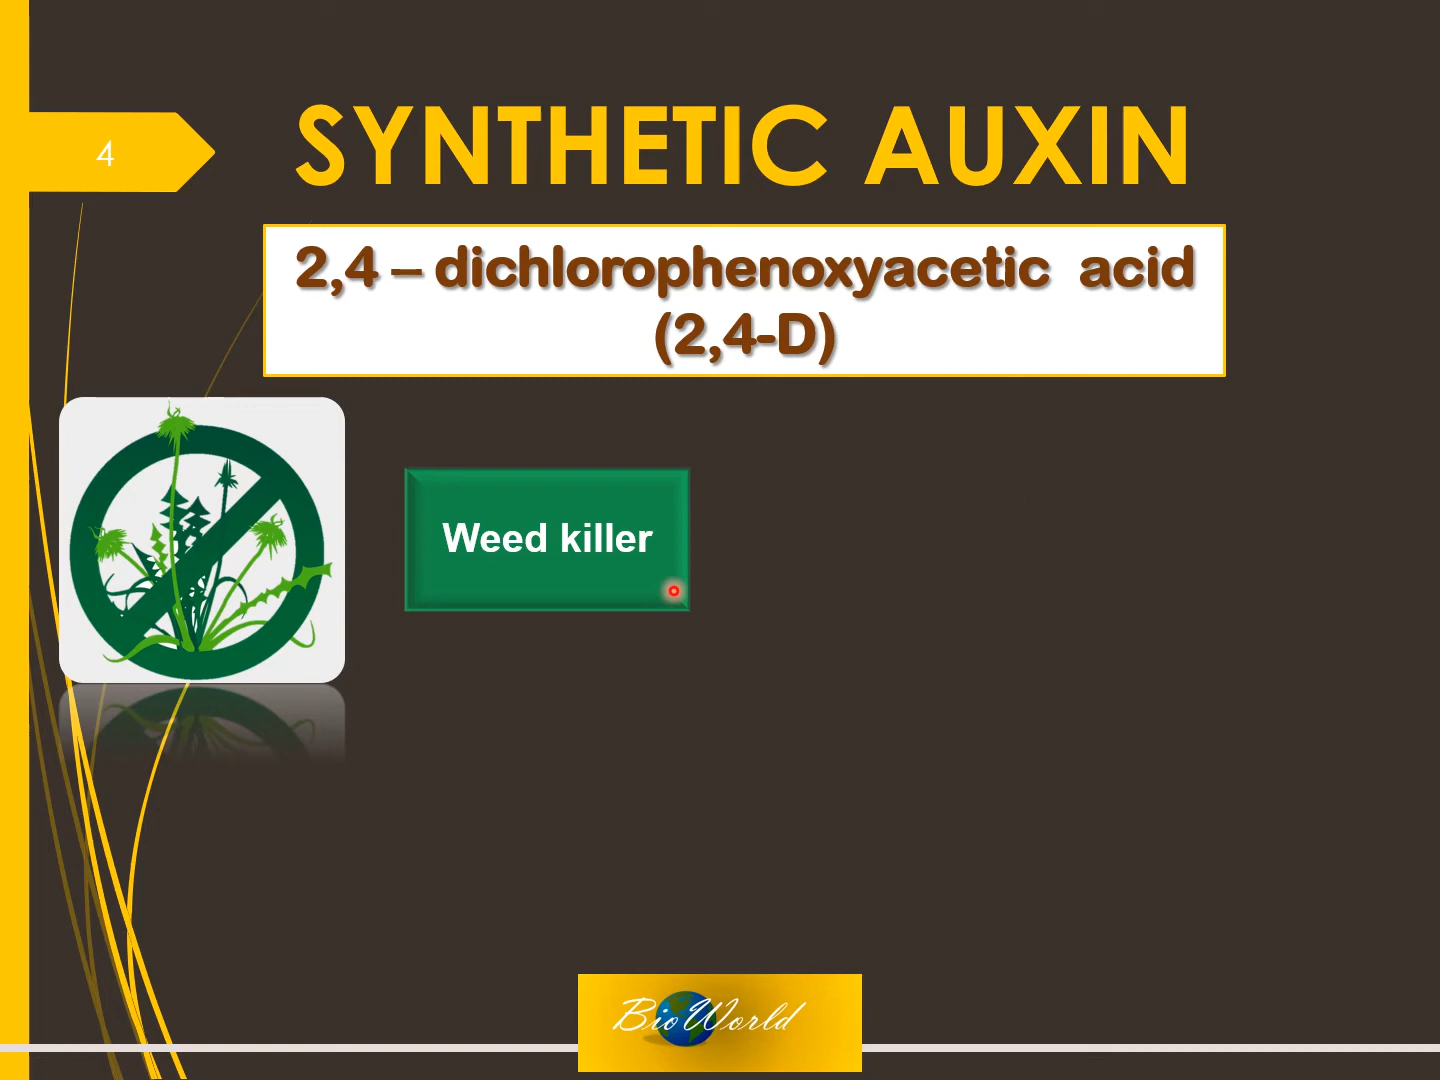 4
SYNTHETIC AUXIN
2,4 – dichlorophenoxyacetic acid
(2,4-D)
Weed killer
BioWorld